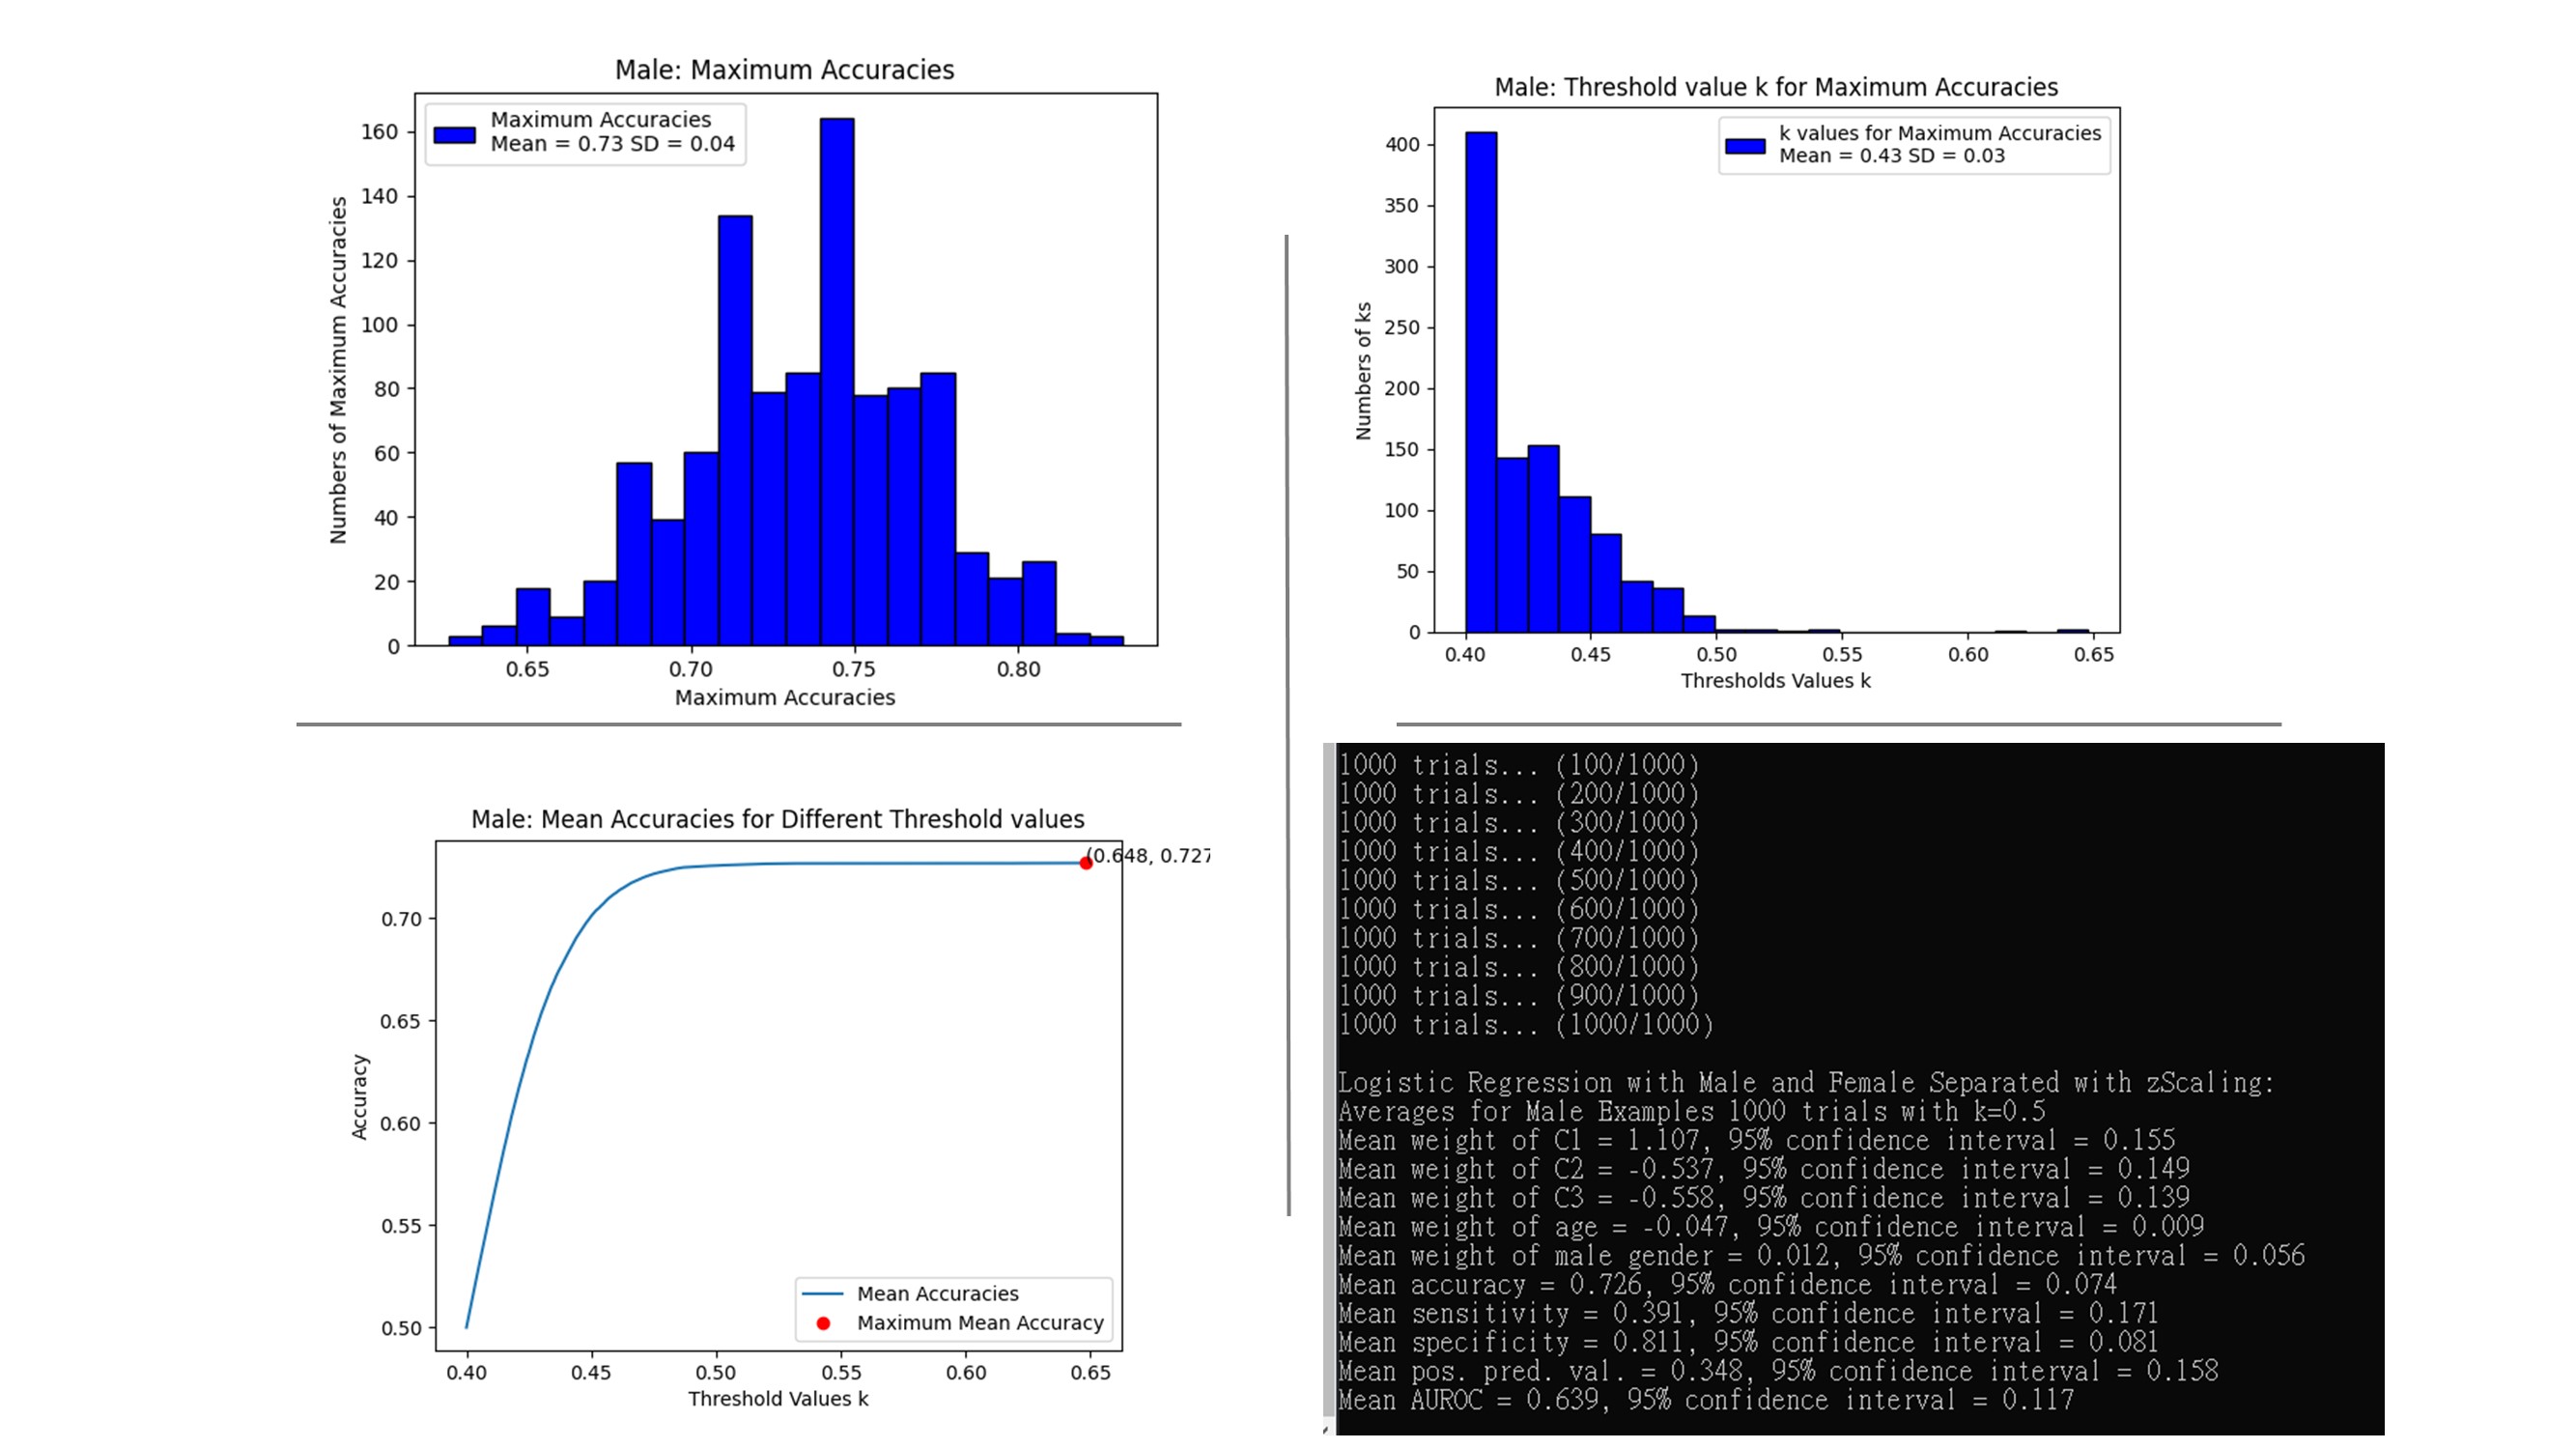 Male: Maximum Accuracies
Maximum Accuracies
Mean = 0.73 SD = 0.04
Numbers of Maximum Accuracies
160
140
120
100
80
60
40
20
0
0.65 0.70 0.75 0.80
Maximum Accuracies
Male: Threshold value k for Maximum Accuracies
k values for Maximum Accuracies
Mean = 0.43 SD = 0.03
Numbers of ks
400
350
300
250
200
150
100
50
0
0.40 0.45 0.50 0.55 0.60 0.65
Thresholds Values k
Male: Mean Accuracies for Different Threshold values
(0.648, 0.727
Accuracy
0.70
0.65
0.60
0.55
0.50
Mean Accuracies
Maximum Mean Accuracy
0.40 0.45 0.50 0.55 0.60 0.65
Threshold Values k
1000 trials... (100/1000)
1000 trials... (200/1000)
1000 trials... (300/1000)
1000 trials... (400/1000)
1000 trials... (500/1000)
1000 trials... (600/1000)
1000 trials... (700/1000)
1000 trials... (800/1000)
1000 trials... (900/1000)
1000 trials... (1000/1000)
Logistic Regression with Male and Female Separated with zScaling:
Averages for Male Examples 1000 trials with k=0.5
Mean weight of C1 = 1.107, 95% confidence interval = 0.155
Mean weight of C2 = -0.537, 95% confidence interval = 0.149
Mean weight of C3 = -0.558, 95% confidence interval = 0.139
Mean weight of age = -0.047, 95% confidence interval = 0.009
Mean weight of male gender = 0.012, 95% confidence interval = 0.056
Mean accuracy = 0.726, 95% confidence interval = 0.074
Mean sensitivity = 0.391, 95% confidence interval = 0.171
Mean specificity = 0.811, 95% confidence interval = 0.081
Mean pos. pred. val. = 0.348, 95% confidence interval = 0.158
Mean AUROC = 0.639, 95% confidence interval = 0.117